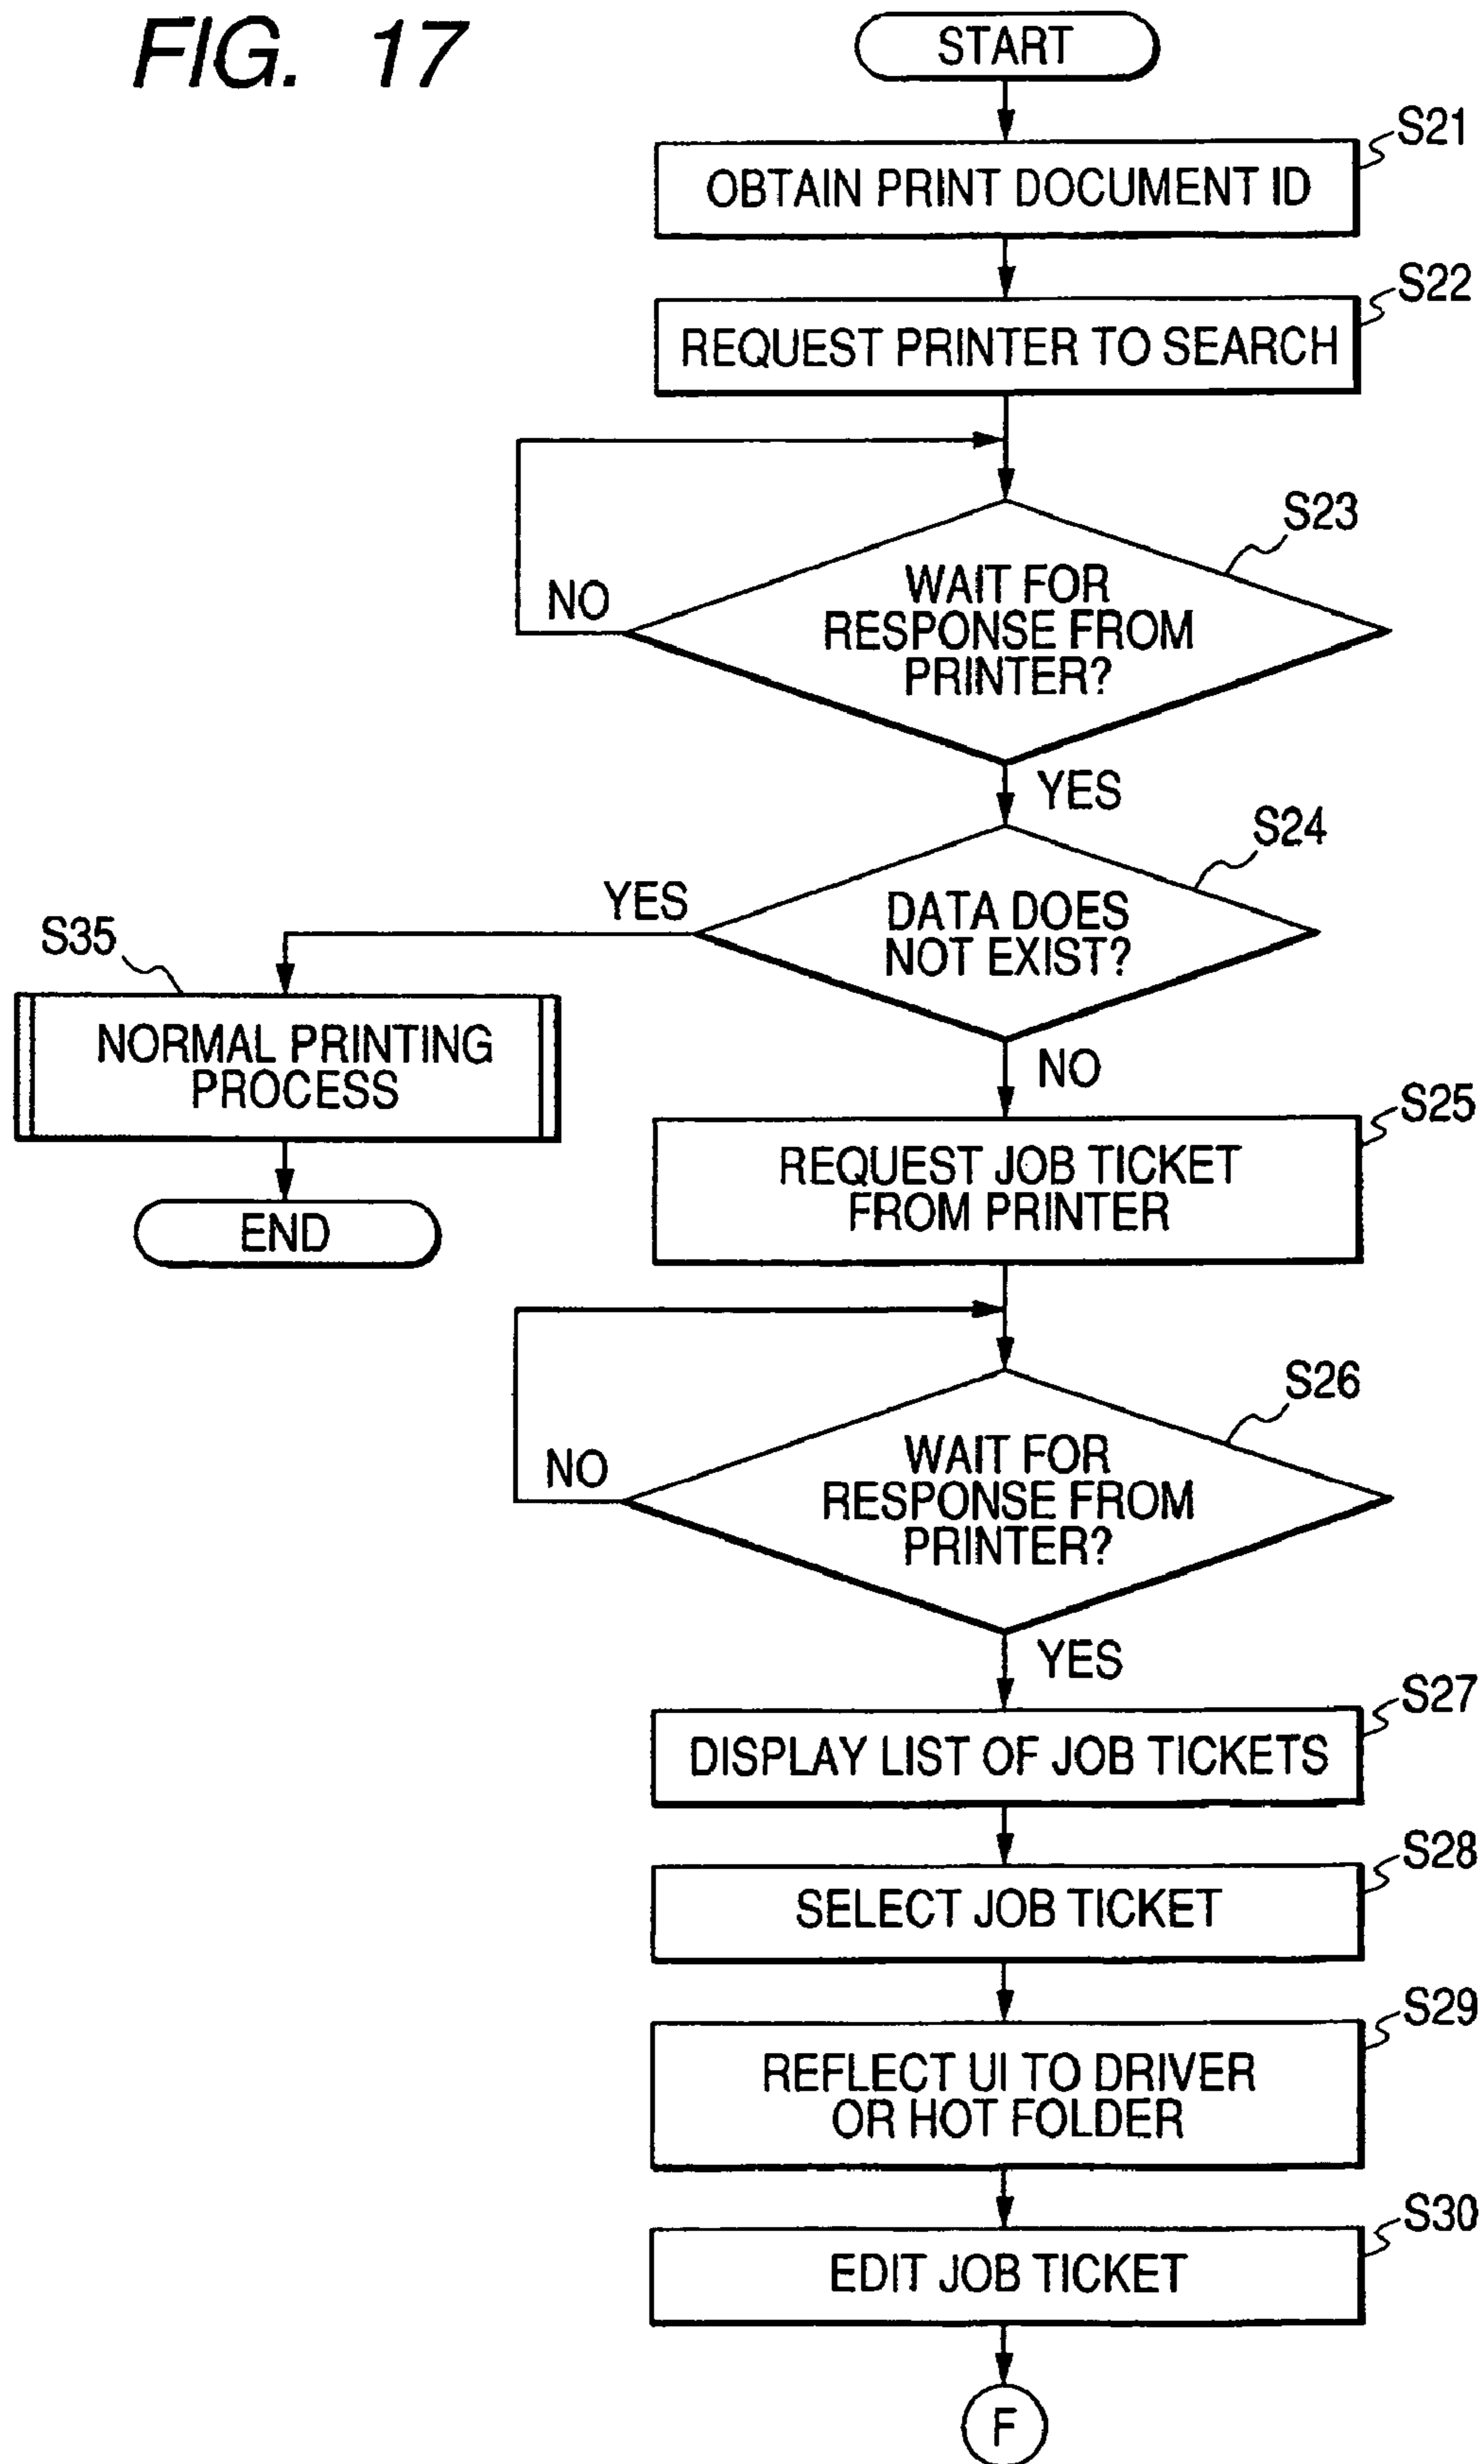 FIG. 17
START
S21
OBTAIN PRINT DOCUMENT ID
S22
REQUEST PRINTER TO SEARCH
S23
WAIT FOR
RESPONSE FROM
PRINTER?
NO
YES
S24
DATA DOES
NOT EXIST?
YES
S35
NORMAL PRINTING
PROCESS
END
NO
S25
REQUEST JOB TICKET
FROM PRINTER
S26
WAIT FOR
RESPONSE FROM
PRINTER?
NO
YES
S27
DISPLAY LIST OF JOB TICKETS
S28
SELECT JOB TICKET
S29
REFLECT UI TO DRIVER
OR HOT FOLDER
S30
EDIT JOB TICKET
F